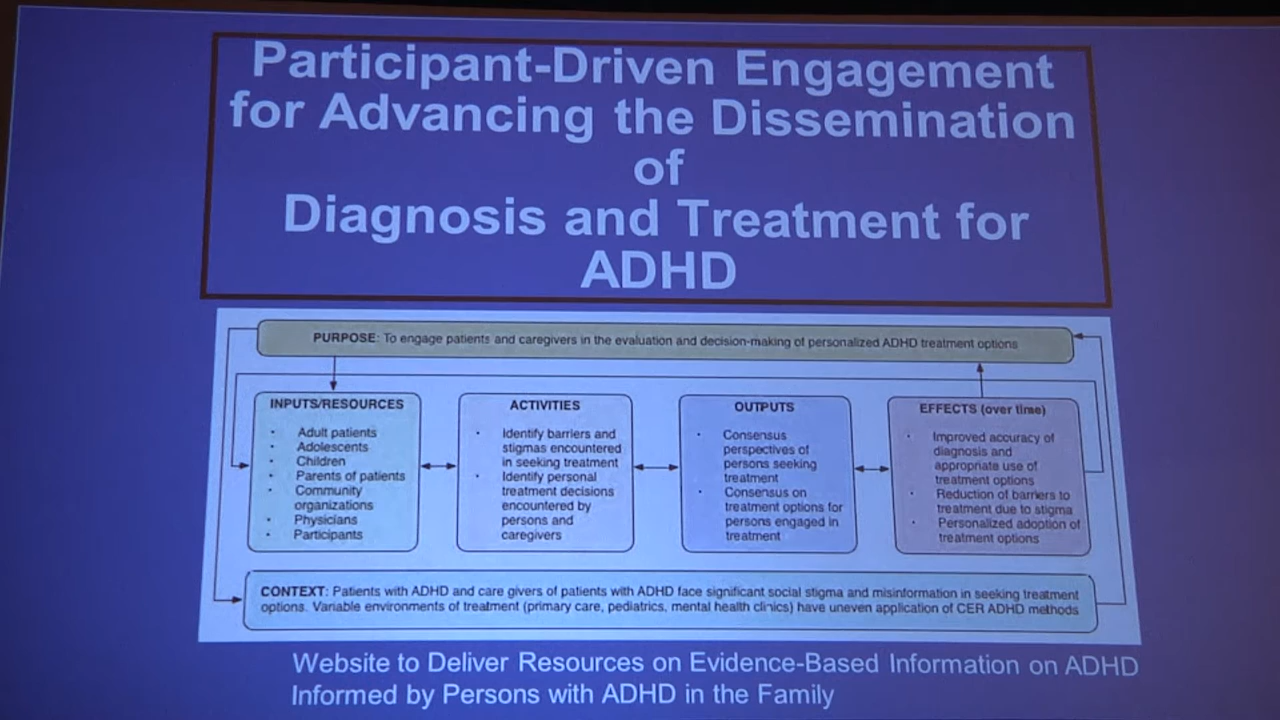 Participant-Driven Engagement
for Advancing the Dissemination
of
Diagnosis and Treatment for
ADHD
PURPOSE: To engage patients and caregivers in the evaluation and decision-making of personalized ADHD treatment options
INPUTS/RESOURCES
• Adult patients
• Adolescents
• Children
• Parents of patients
• Community
organizations
• Physicians
• Participants
ACTIVITIES
• Identify barriers and
stigmas encountered
in seeking treatment
• Identify personal
treatment decisions
encountered by
persons and
caregivers
OUTPUTS
• Consensus
perspectives of
persons seeking
treatment
• Consensus on
treatment options for
persons engaged in
treatment
EFFECTS (over time)
• Improved accuracy of
diagnosis and
appropriate use of
treatment options
• Reduction of barriers to
treatment due to stigma
• Personalized adoption of
treatment options
CONTEXT: Patients with ADHD and care givers of patients with ADHD face significant social stigma and misinformation in seeking treatment
options. Variable environments of treatment (primary care, pediatrics, mental health clinics) have uneven application of CER ADHD methods
Website to Deliver Resources on Evidence-Based Information on ADHD
Informed by Persons with ADHD in the Family